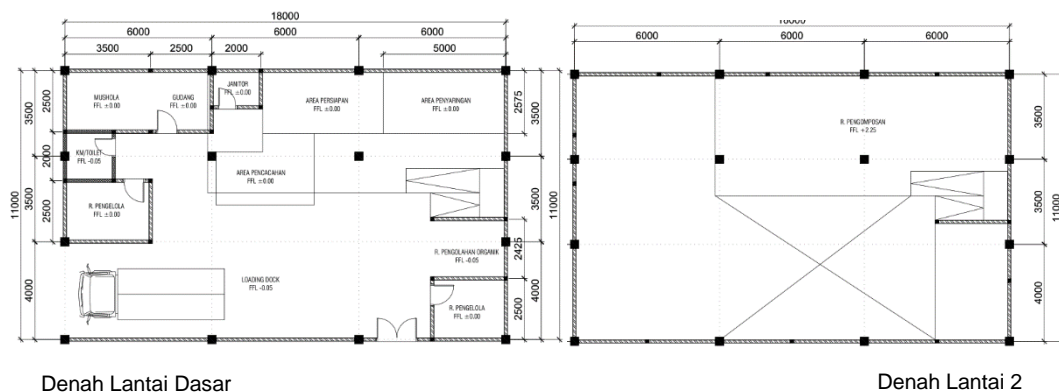 18000
6000
6000
6000
3500
2500
2000
5000
11000
3500
3500
4000
2500
2000
2500
MUSHOLA
FFL ±0.00
GUDANG
FFL ±0.00
JANITOR
FFL ±0.00
AREA PERSIAPAN
FFL ±0.00
AREA PENYARINGAN
FFL ±0.00
KM/TOILET
FFL -0.05
AREA PENCACAHAN
FFL ±0.00
R. PENGELOLA
FFL ±0.00
R. PENGOLAHAN ORGANIK
FFL -0.05
LOADING DOCK
FFL -0.05
R. PENGELOLA
FFL ±0.00
2575
2425
2500
3500
3500
4000
11000
Denah Lantai Dasar
6000
6000
6000
R. PENGOMPOSAN
FFL +2.25
3500
3500
4000
11000
Denah Lantai 2